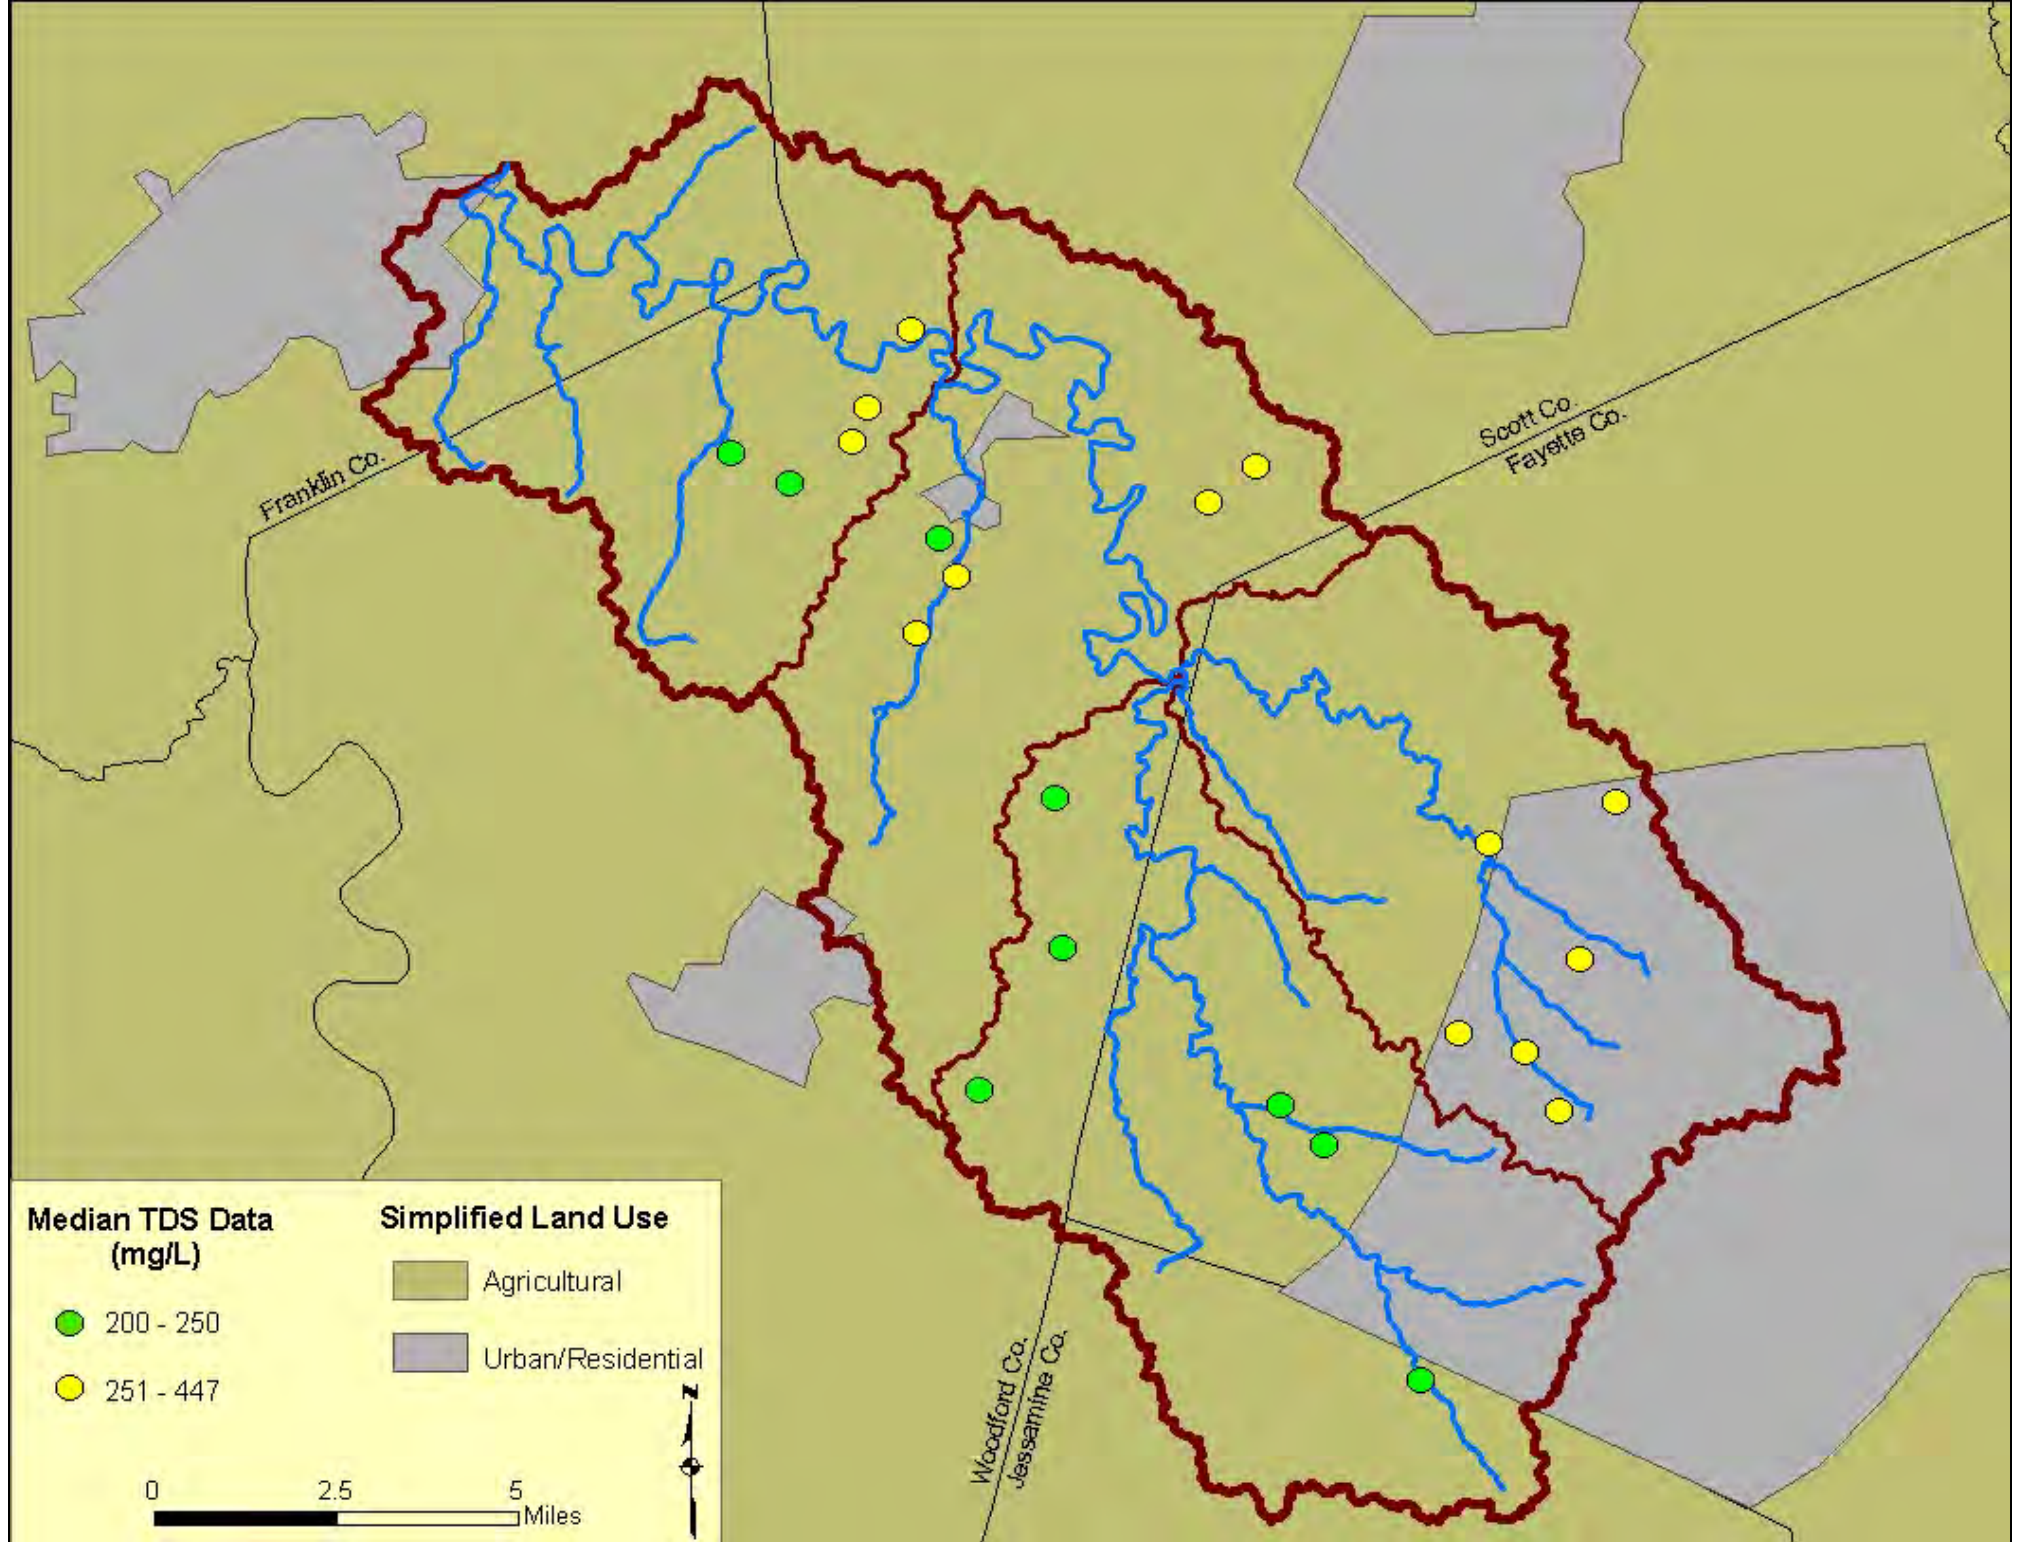 Scott Co.
Fayette Co.
Franklin Co.
Woodford Co.
Jessamine Co.
Median TDS Data
(mg/L)
200 - 250
251 - 447
Simplified Land Use
Agricultural
Urban/Residential
N
0 2.5 5
Miles